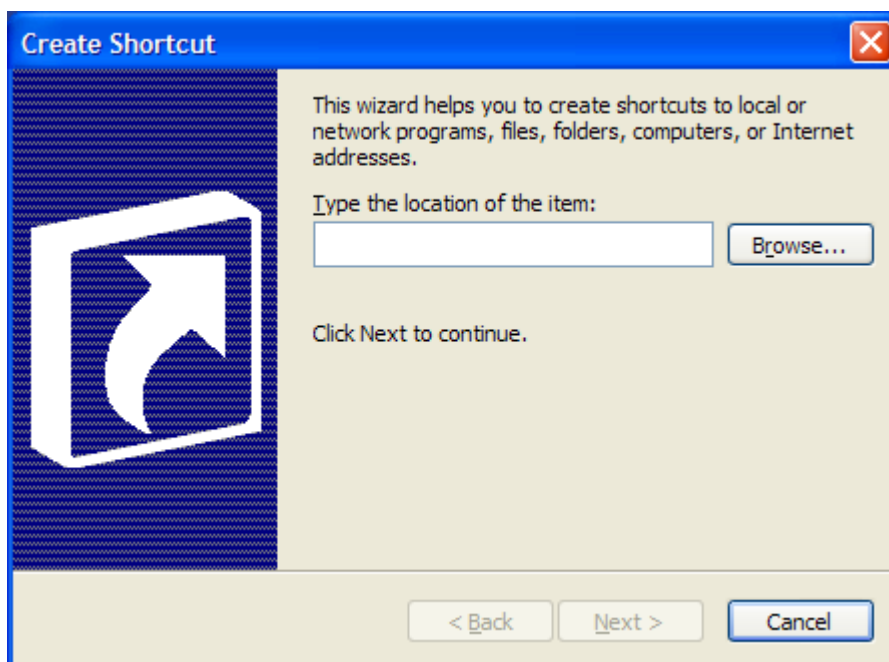 Create Shortcut
This wizard helps you to create shortcuts to local or
network programs, files, folders, computers, or Internet
addresses.
Type the location of the item:
Browse...
Click Next to continue.
< Back
Next >
Cancel